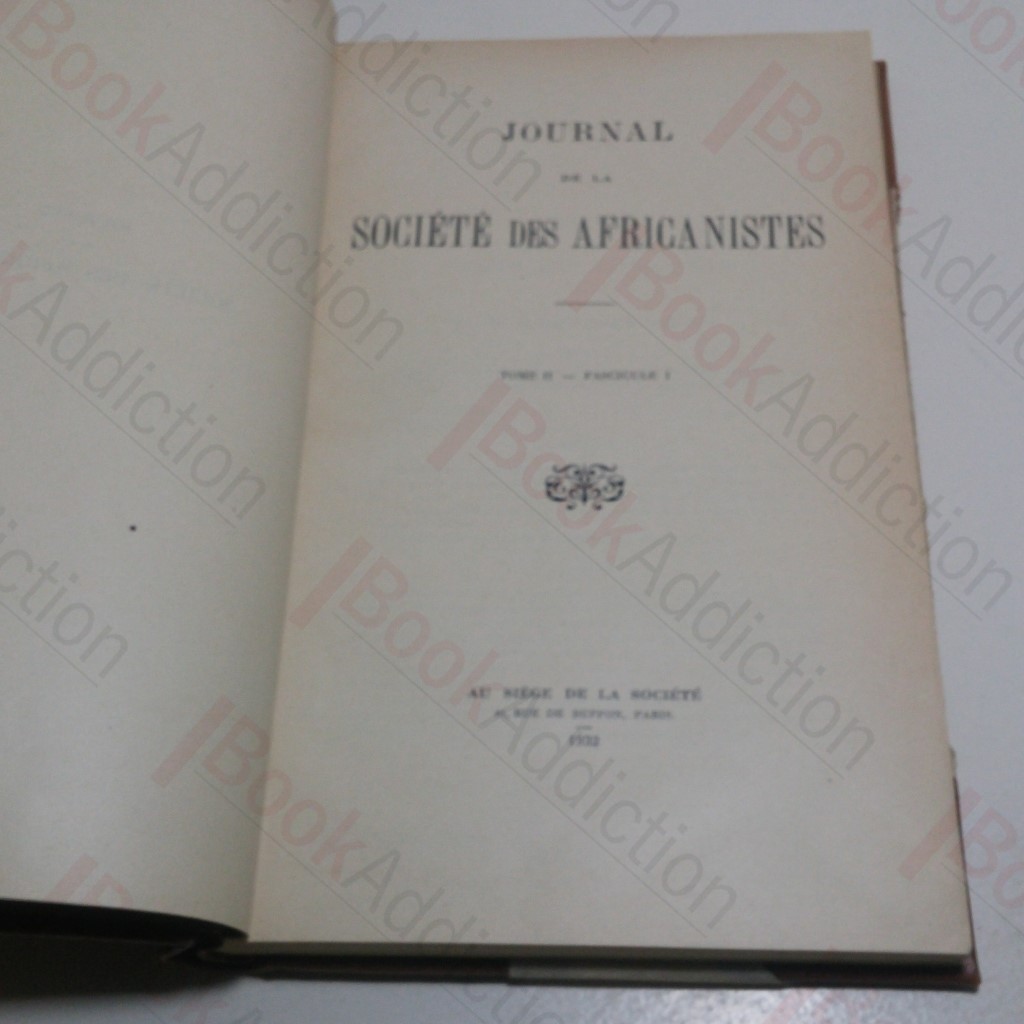 JOURNAL
DE LA
SOCIÉTÉ DES AFRICANISTES
TOME II — FASCICULE I
AU SIÈGE DE LA SOCIÉTÉ
RUE DE BUFFON, PARIS
1932
BookAddiction